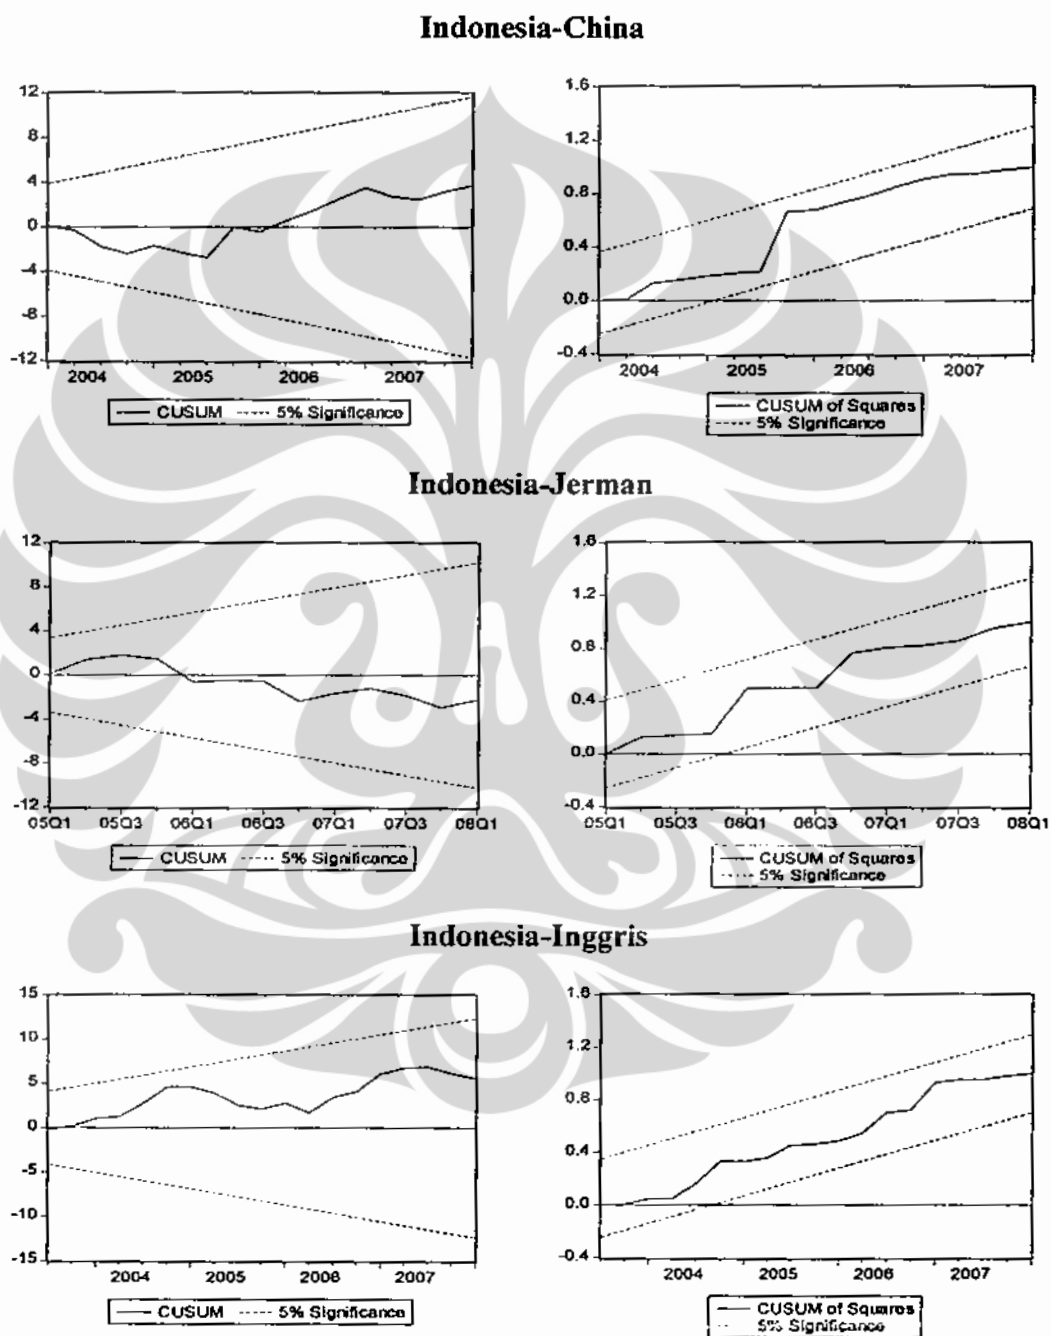 Indonesia-China
12
8
4
0
-4
-8
-12
2004 2005 2006 2007
CUSUM 5% Significance
1.6
1.2
0.8
0.4
0.0
-0.4
2004 2005 2006 2007
CUSUM of Squares
5% Significance
Indonesia-Jerman
12
8
4
0
-4
-8
-12
05Q1 05Q3 06Q1 06Q3 07Q1 07Q3 08Q1
CUSUM 5% Significance
1.6
1.2
0.8
0.4
0.0
-0.4
05Q1 05Q3 06Q1 06Q3 07Q1 07Q3 08Q1
CUSUM of Squares
5% Significance
Indonesia-Inggris
15
10
5
0
-5
-10
-15
2004 2005 2006 2007
CUSUM 5% Significance
1.6
1.2
0.8
0.4
0.0
-0.4
2004 2005 2006 2007
CUSUM of Squares
5% Significance